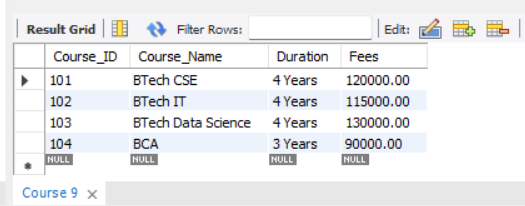 Result Grid Filter Rows: Edit:
Course_ID Course_Name Duration Fees
101 BTech CSE 4 Years 120000.00
102 BTech IT 4 Years 115000.00
103 BTech Data Science 4 Years 130000.00
104 BCA 3 Years 90000.00
NULL NULL NULL NULL
Course 9